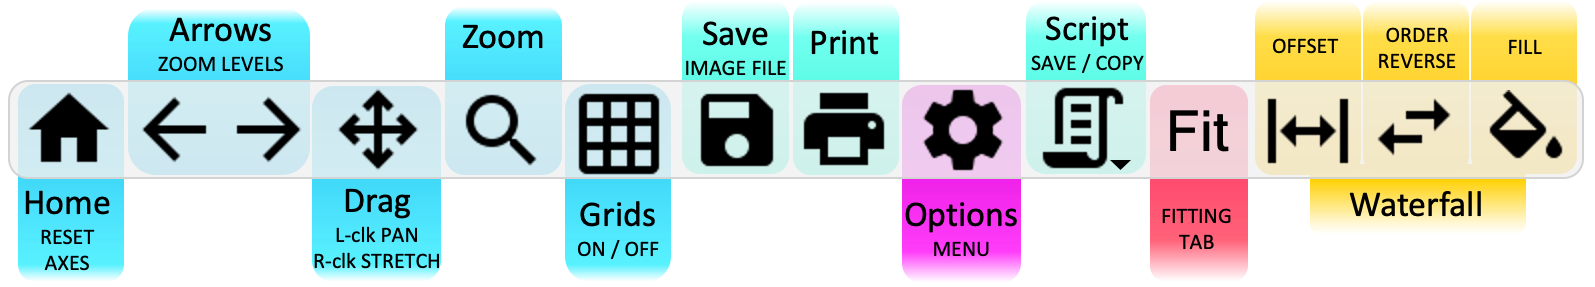 Arrows
ZOOM LEVELS
Zoom
Save
IMAGE FILE
Print
Script
SAVE / COPY
OFFSET
ORDER
REVERSE
FILL
Fit
Home
RESET
AXES
Drag
L-clk PAN
R-clk STRETCH
Grids
ON / OFF
Options
MENU
FITTING
TAB
Waterfall